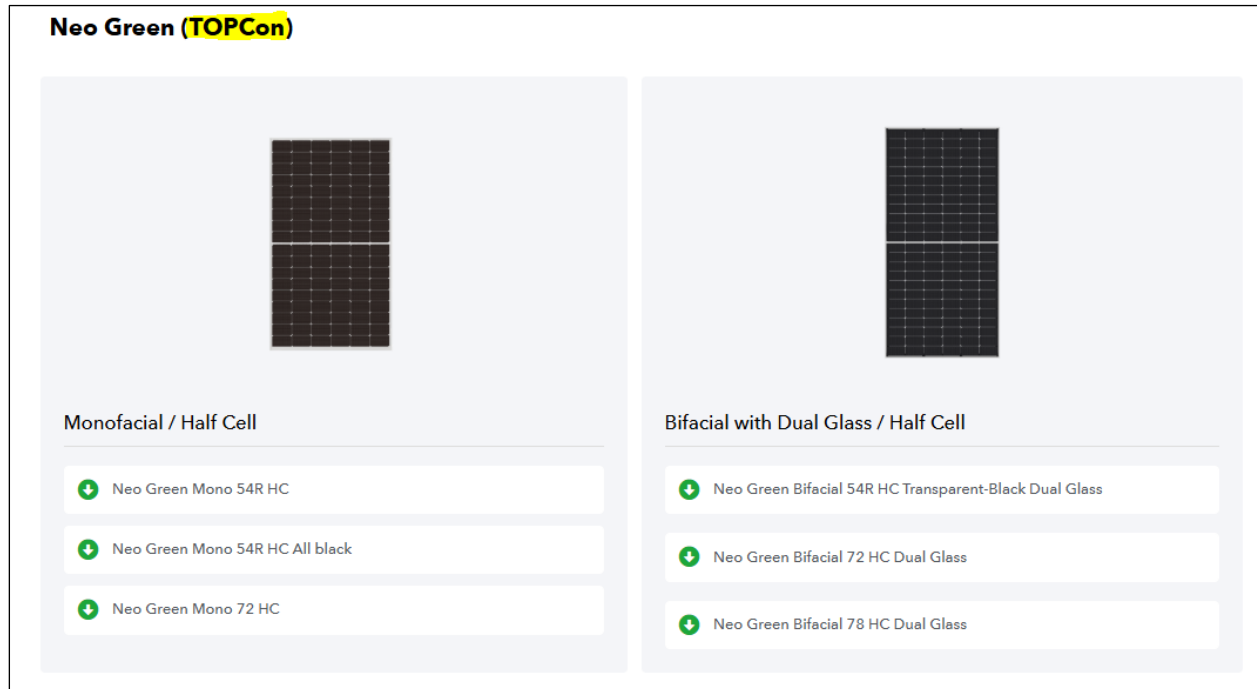 Neo Green (TOPCon)
Monofacial / Half Cell
Neo Green Mono 54R HC
Neo Green Mono 54R HC All black
Neo Green Mono 72 HC
Bifacial with Dual Glass / Half Cell
Neo Green Bifacial 54R HC Transparent-Black Dual Glass
Neo Green Bifacial 72 HC Dual Glass
Neo Green Bifacial 78 HC Dual Glass